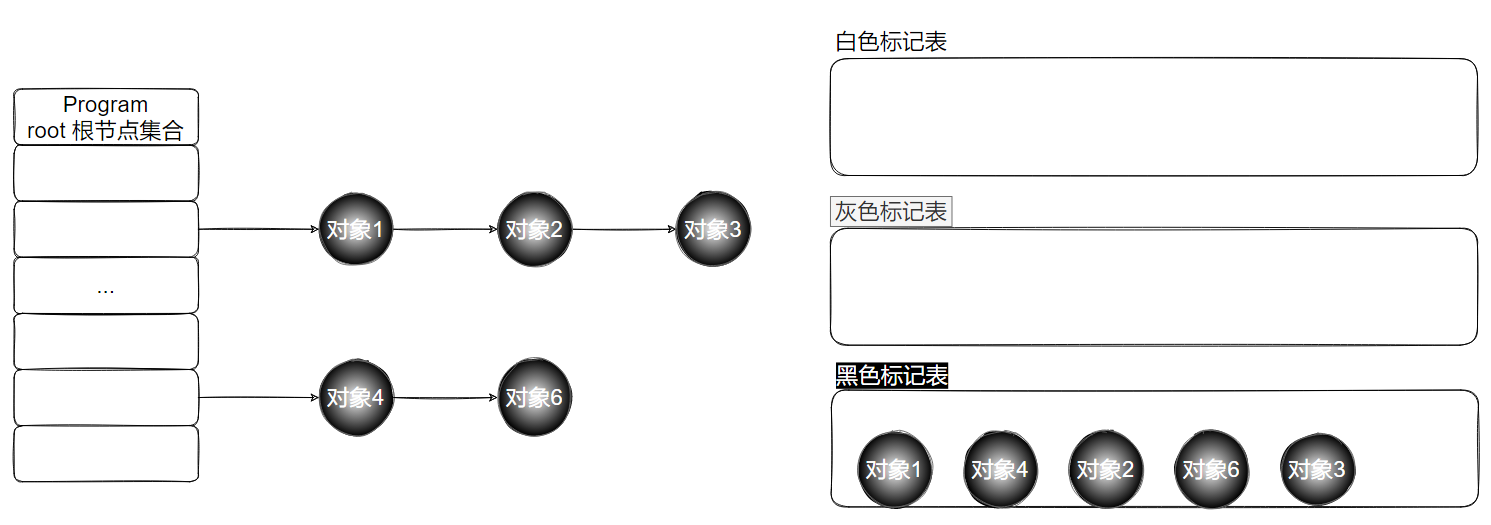 Program
root 根节点集合
...
对象1
对象2
对象3
对象4
对象6
白色标记表
灰色标记表
黑色标记表
对象1
对象4
对象2
对象6
对象3